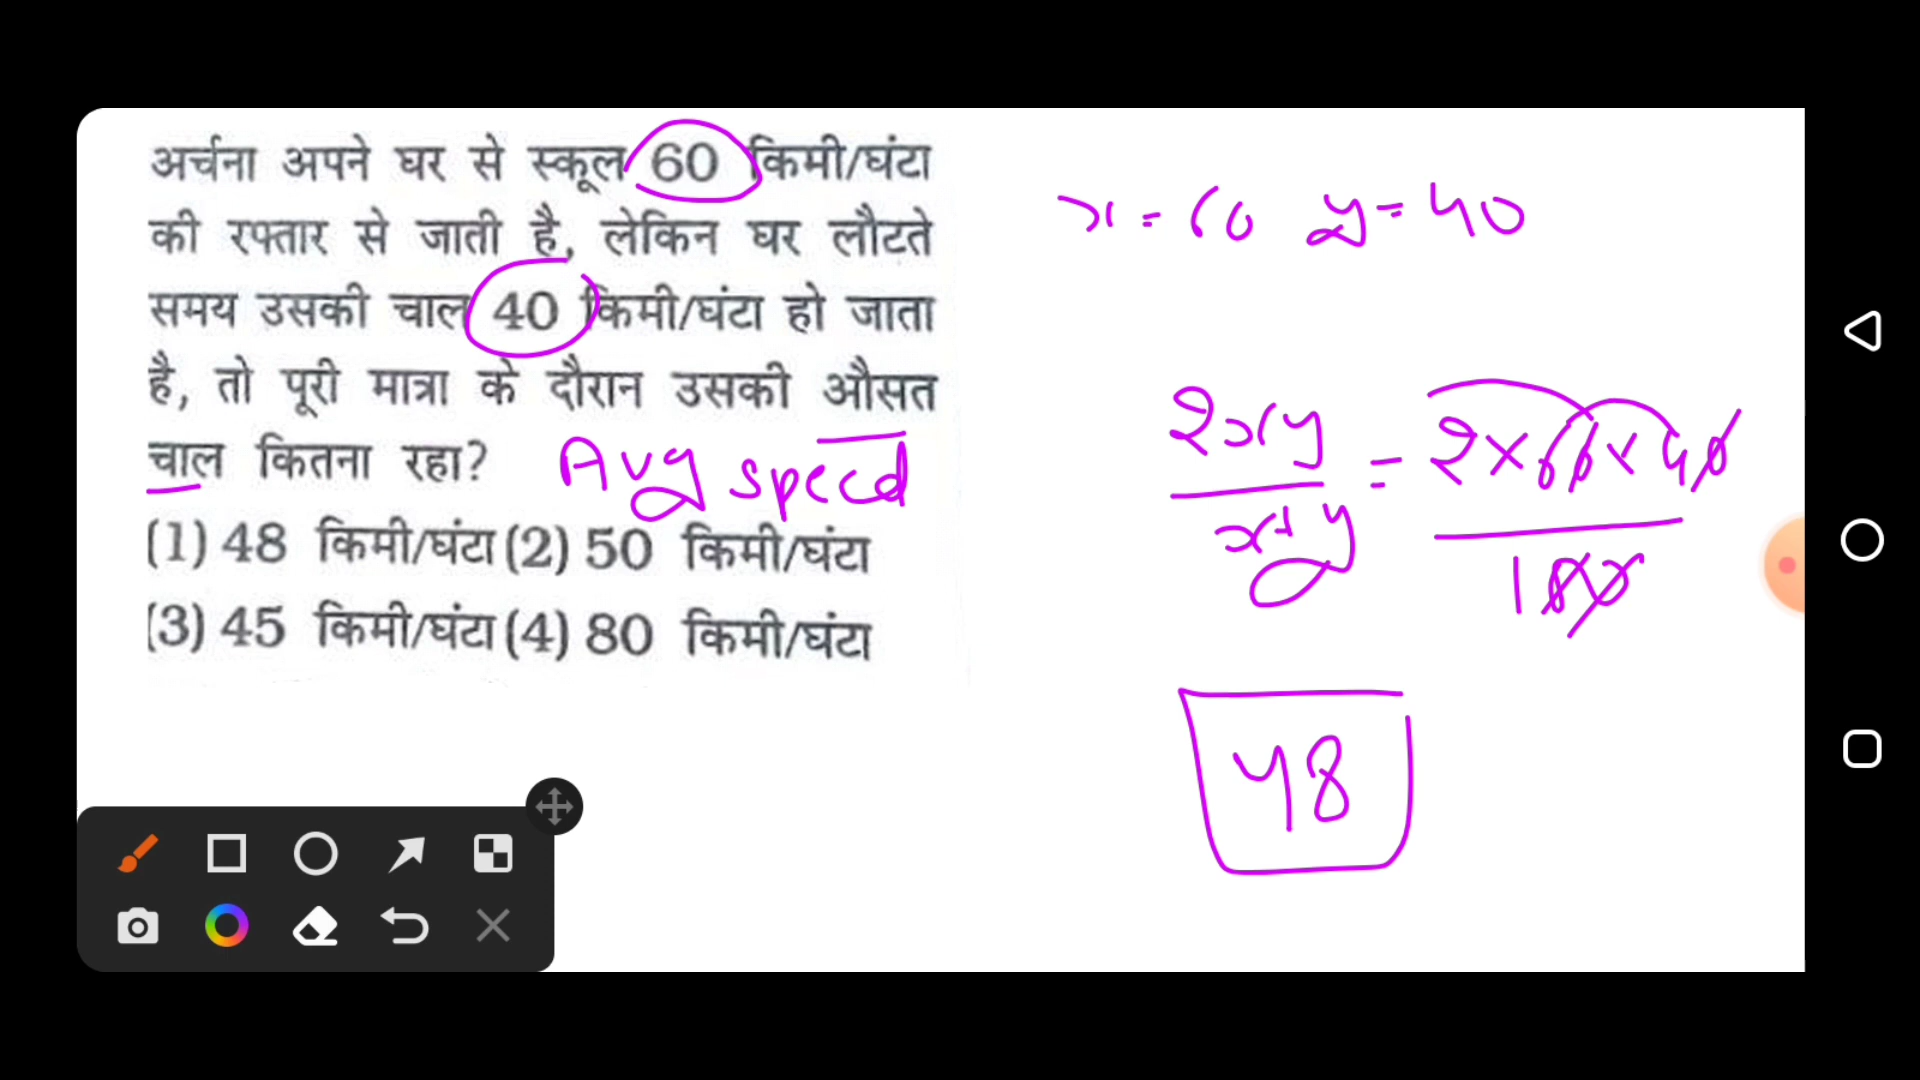 अर्चना अपने घर से स्कूल 60 किमी/घंटा
की रफ्तार से जाती है, लेकिन घर लौटते
समय उसकी चाल 40 किमी/घंटा हो जाता
है, तो पूरी मात्रा के दौरान उसकी औसत
चाल कितना रहा?
Avg speed
(1) 48 किमी/घंटा (2) 50 किमी/घंटा
(3) 45 किमी/घंटा (4) 80 किमी/घंटा
x = 60 y = 40
2xy = 2 × 60 × 40
x+y 100
48